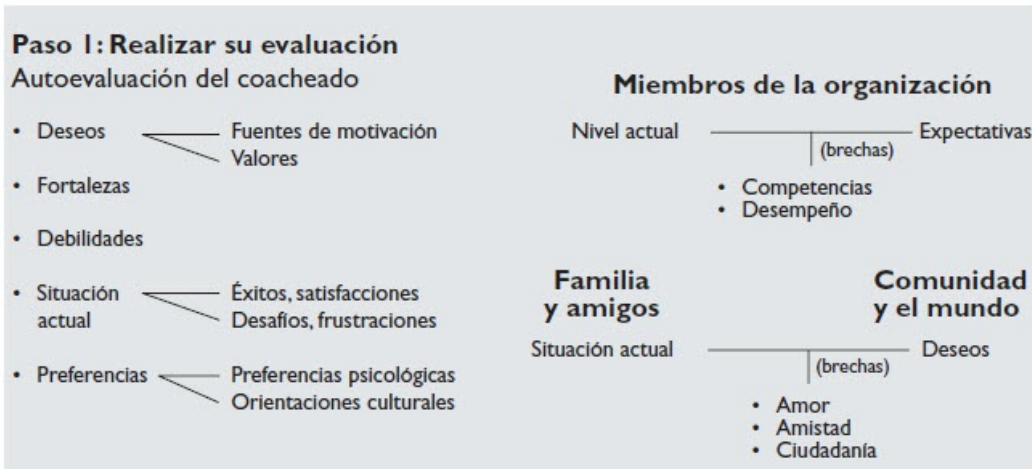 Paso 1: Realizar su evaluación
Autoevaluación del coacheado
• Deseos
Fuentes de motivación
Valores
• Fortalezas
• Debilidades
• Situación
actual
Éxitos, satisfacciones
Desafíos, frustraciones
• Preferencias
Preferencias psicológicas
Orientaciones culturales
Miembros de la organización
Nivel actual
Expectativas
(brechas)
• Competencias
• Desempeño
Familia
y amigos
Comunidad
y el mundo
Situación actual
Deseos
(brechas)
• Amor
• Amistad
• Ciudadanía